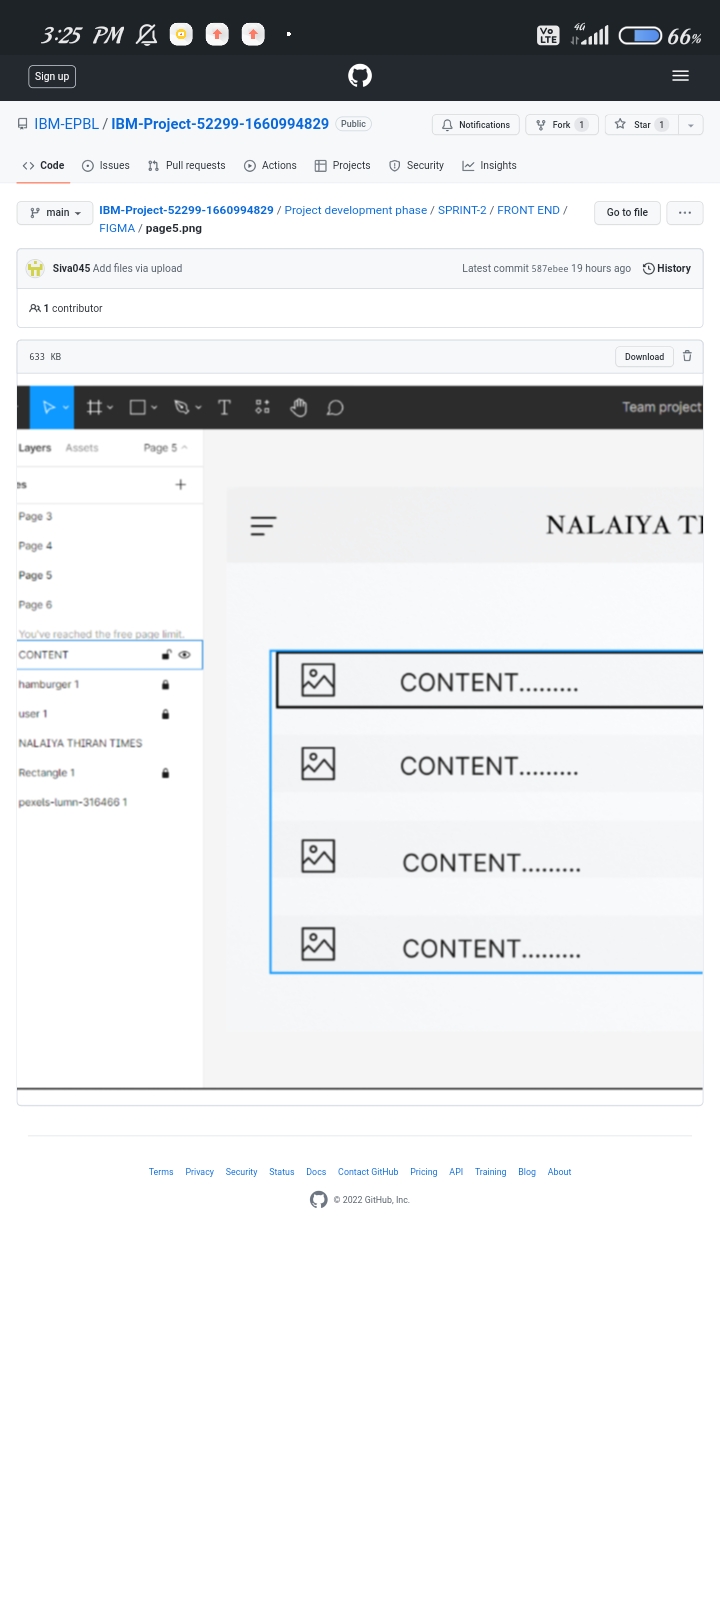 3:25 PM
4G
Vo LTE
66%
Sign up
IBM-EPBL / IBM-Project-52299-1660994829 Public
Notifications Fork 1 Star 1
Code Issues Pull requests Actions Projects Security Insights
main IBM-Project-52299-1660994829 / Project development phase / SPRINT-2 / FRONT END /
FIGMA / page5.png
Go to file ...
Siva045 Add files via upload Latest commit 587ebee 19 hours ago History
1 contributor
633 KB Download
T Team project
Layers Assets Page 5
es +
Page 3
Page 4
Page 5
Page 6
You've reached the free page limit.
CONTENT
hamburger 1
user 1
NALAIYA THIRAN TIMES
Rectangle 1
pexels-lumn-316466 1
NALAIYA TI
CONTENT.........
CONTENT.........
CONTENT.........
CONTENT.........
Terms Privacy Security Status Docs Contact GitHub Pricing API Training Blog About
© 2022 GitHub, Inc.